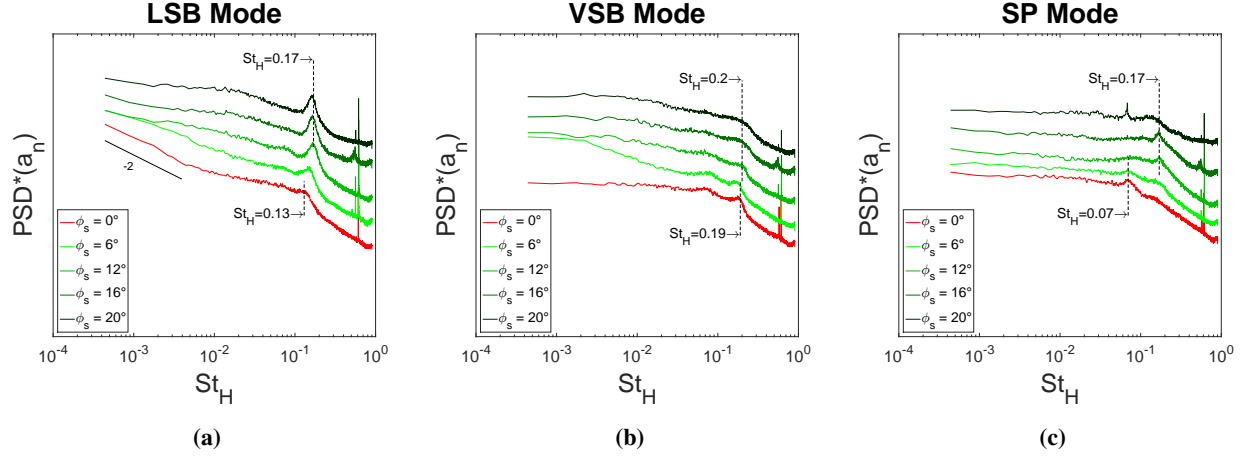 LSB Mode
St_H=0.17→
-2
St_H=0.13→
PSD*(a_n)
ϕ_s = 0°
ϕ_s = 6°
ϕ_s = 12°
ϕ_s = 16°
ϕ_s = 20°
10^-4 10^-3 10^-2 10^-1 10^0
St_H
(a)
VSB Mode
St_H=0.2→
St_H=0.19→
PSD*(a_n)
ϕ_s = 0°
ϕ_s = 6°
ϕ_s = 12°
ϕ_s = 16°
ϕ_s = 20°
10^-4 10^-3 10^-2 10^-1 10^0
St_H
(b)
SP Mode
St_H=0.17→
St_H=0.07→
PSD*(a_n)
ϕ_s = 0°
ϕ_s = 6°
ϕ_s = 12°
ϕ_s = 16°
ϕ_s = 20°
10^-4 10^-3 10^-2 10^-1 10^0
St_H
(c)